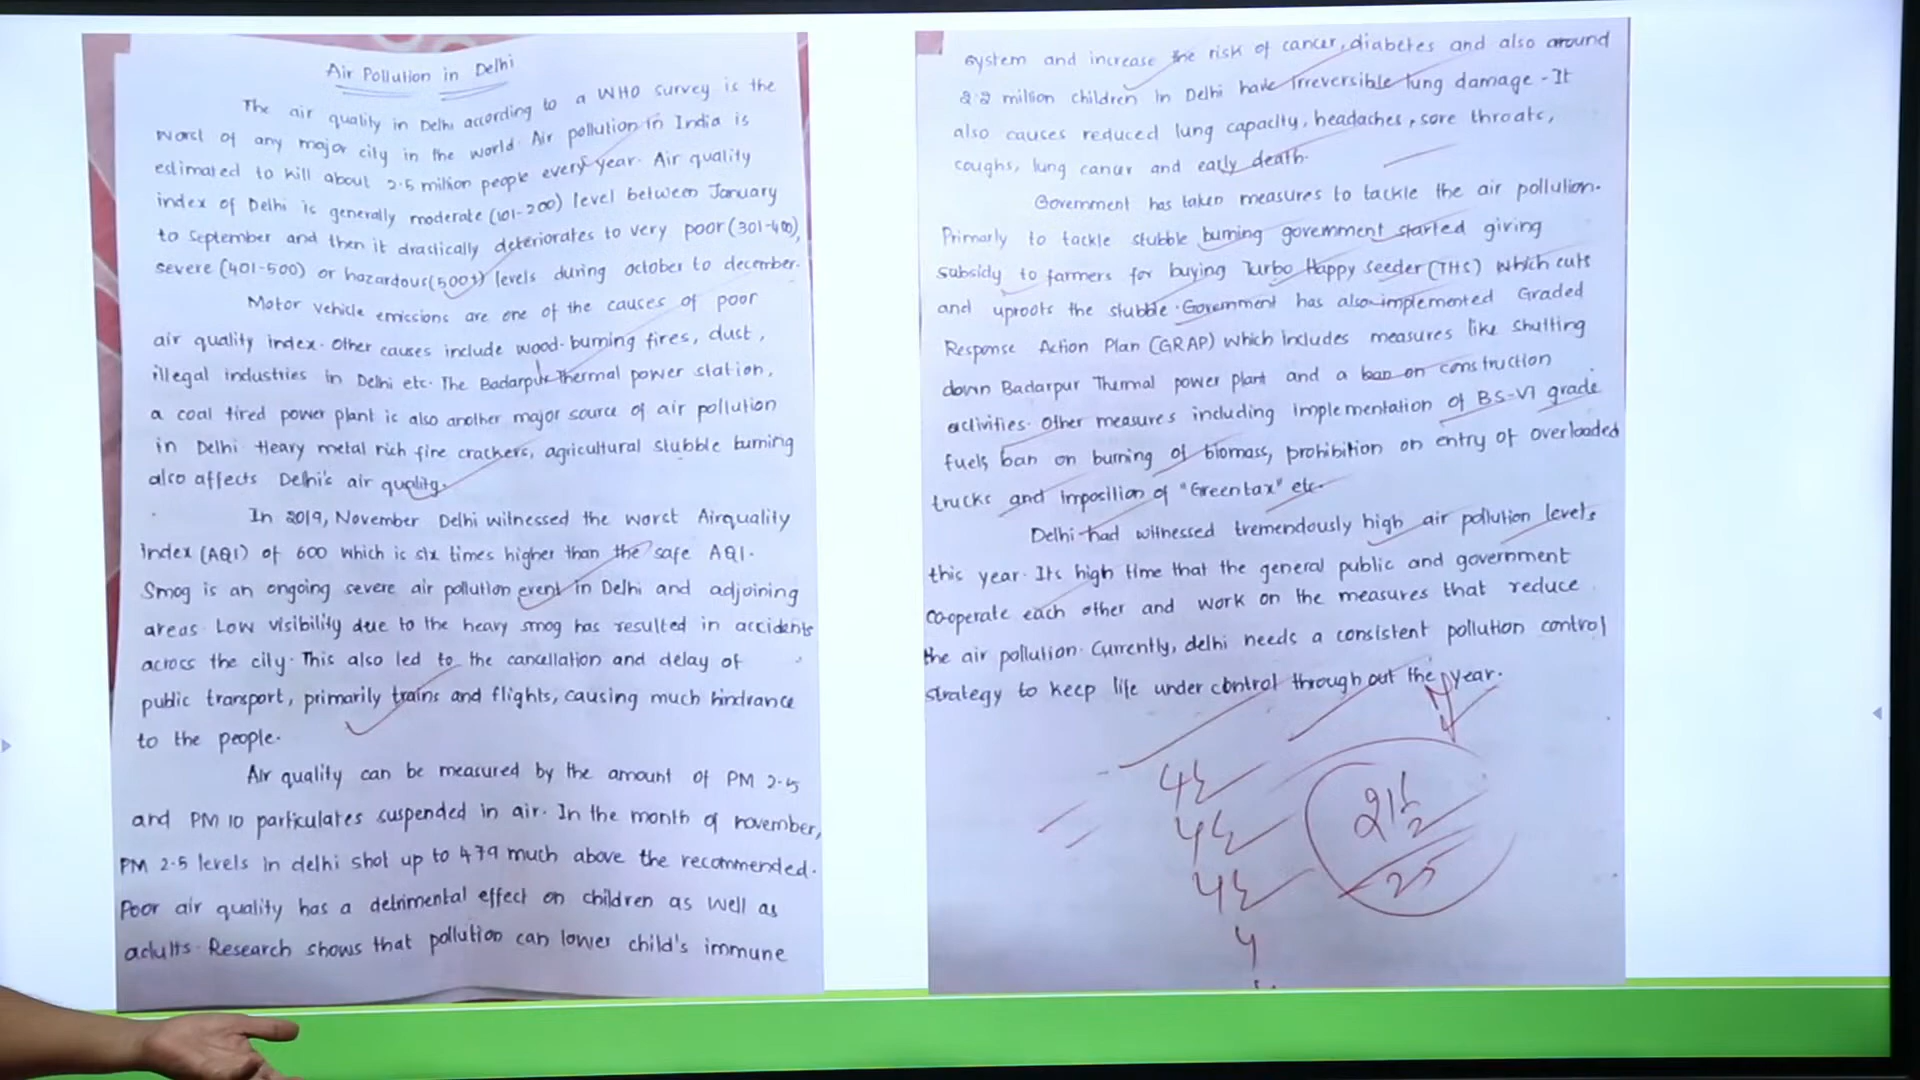 Air Pollution in Delhi
The air quality in Delhi according to a WHO survey is the
worst of any major city in the world. Air pollution in India is
estimated to kill about 2.5 million people every year. Air quality
index of Delhi is generally moderate (101-200) level between January
to September and then it drastically deteriorates to very poor (301-400),
severe (401-500) or hazardous (500+) levels during october to december.
Motor vehicle emissions are one of the causes of poor
air quality index. Other causes include wood-burning fires, dust,
illegal industries in Delhi etc. The Badarpur Thermal power station,
a coal fired power plant is also another major source of air pollution
in Delhi. Heavy metal rich fire crackers, agricultural stubble burning
also affects Delhi's air quality.
In 2019, November Delhi witnessed the worst Airquality
index (AQI) of 600 which is six times higher than the safe AQI.
Smog is an ongoing severe air pollution event in Delhi and adjoining
areas. Low visibility due to the heavy smog has resulted in accidents
across the city. This also led to the cancellation and delay of
public transport, primarily trains and flights, causing much hindrance
to the people.
Air quality can be measured by the amount of PM 2.5
and PM 10 particulates suspended in air. In the month of november,
PM 2.5 levels in delhi shot up to 479 much above the recommended.
Poor air quality has a detrimental effect on children as well as
adults. Research shows that pollution can lower child's immune
system and increase the risk of cancer, diabetes and also around
2.2 million children in Delhi have irreversible lung damage. It
also causes reduced lung capacity, headaches, sore throats,
coughs, lung cancer and early death.
Government has taken measures to tackle the air pollution.
Primarly to tackle stubble burning government started giving
subsidy to farmers for buying Turbo Happy Seeder (THS) which cuts
and uproots the stubble. Government has also implemented Graded
Response Action Plan (GRAP) which includes measures like shutting
down Badarpur Thermal power plant and a ban on construction
activities. Other measures including implementation of BS-VI grade
fuels, ban on burning of biomass, prohibition on entry of overloaded
trucks and imposition of "Green tax" etc.
Delhi had witnessed tremendously high air pollution levels
this year. Its high time that the general public and government
co-operate each other and work on the measures that reduce
the air pollution. Currently, delhi needs a consistent pollution control
strategy to keep life under control through out the year.
4½
4½
4½
4
21½
25